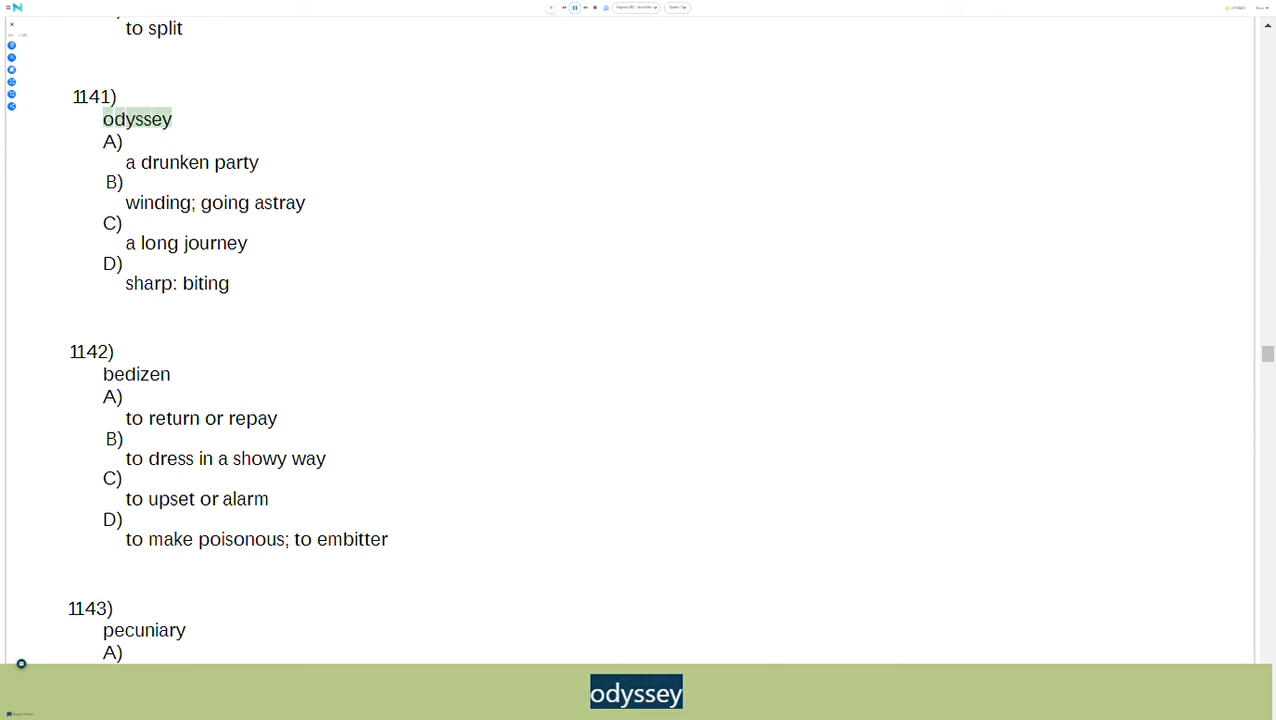 to split
1141)
odyssey
A)
a drunken party
B)
winding; going astray
C)
a long journey
D)
sharp: biting
1142)
bedizen
A)
to return or repay
B)
to dress in a showy way
C)
to upset or alarm
D)
to make poisonous; to embitter
1143)
pecuniary
A)
odyssey